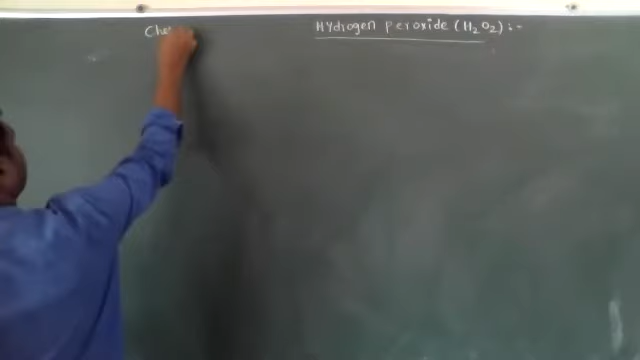 Hydrogen peroxide (H₂O₂) :-